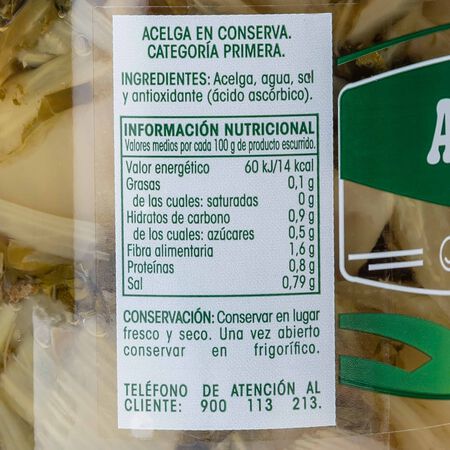 ACELGA EN CONSERVA.
CATEGORÍA PRIMERA.
INGREDIENTES: Acelga, agua, sal
y antioxidante (ácido ascórbico).
INFORMACIÓN NUTRICIONAL
Valores medios por cada 100 g de producto escurrido.
Valor energético 60 kJ/14 kcal
Grasas 0,1 g
de las cuales: saturadas 0 g
Hidratos de carbono 0,9 g
de los cuales: azúcares 0,5 g
Fibra alimentaria 1,6 g
Proteínas 0,8 g
Sal 0,79 g
CONSERVACIÓN: Conservar en lugar
fresco y seco. Una vez abierto
conservar en frigorífico.
TELÉFONO DE ATENCIÓN AL
CLIENTE: 900 113 213.